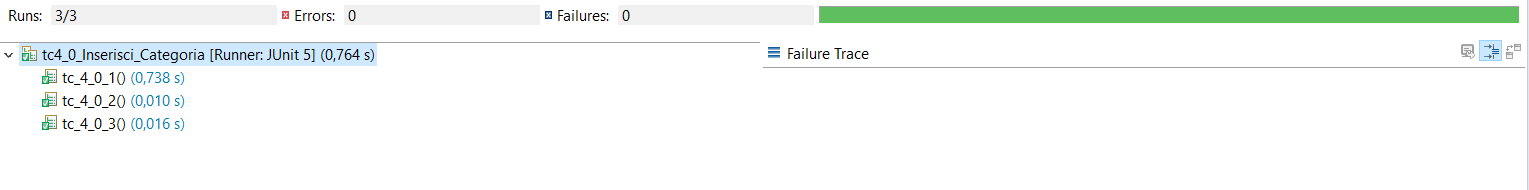 Runs: 3/3 Errors: 0 Failures: 0
tc4_0_Inserisci_Categoria [Runner: JUnit 5] (0,764 s)
tc_4_0_1() (0,738 s)
tc_4_0_2() (0,010 s)
tc_4_0_3() (0,016 s)
Failure Trace